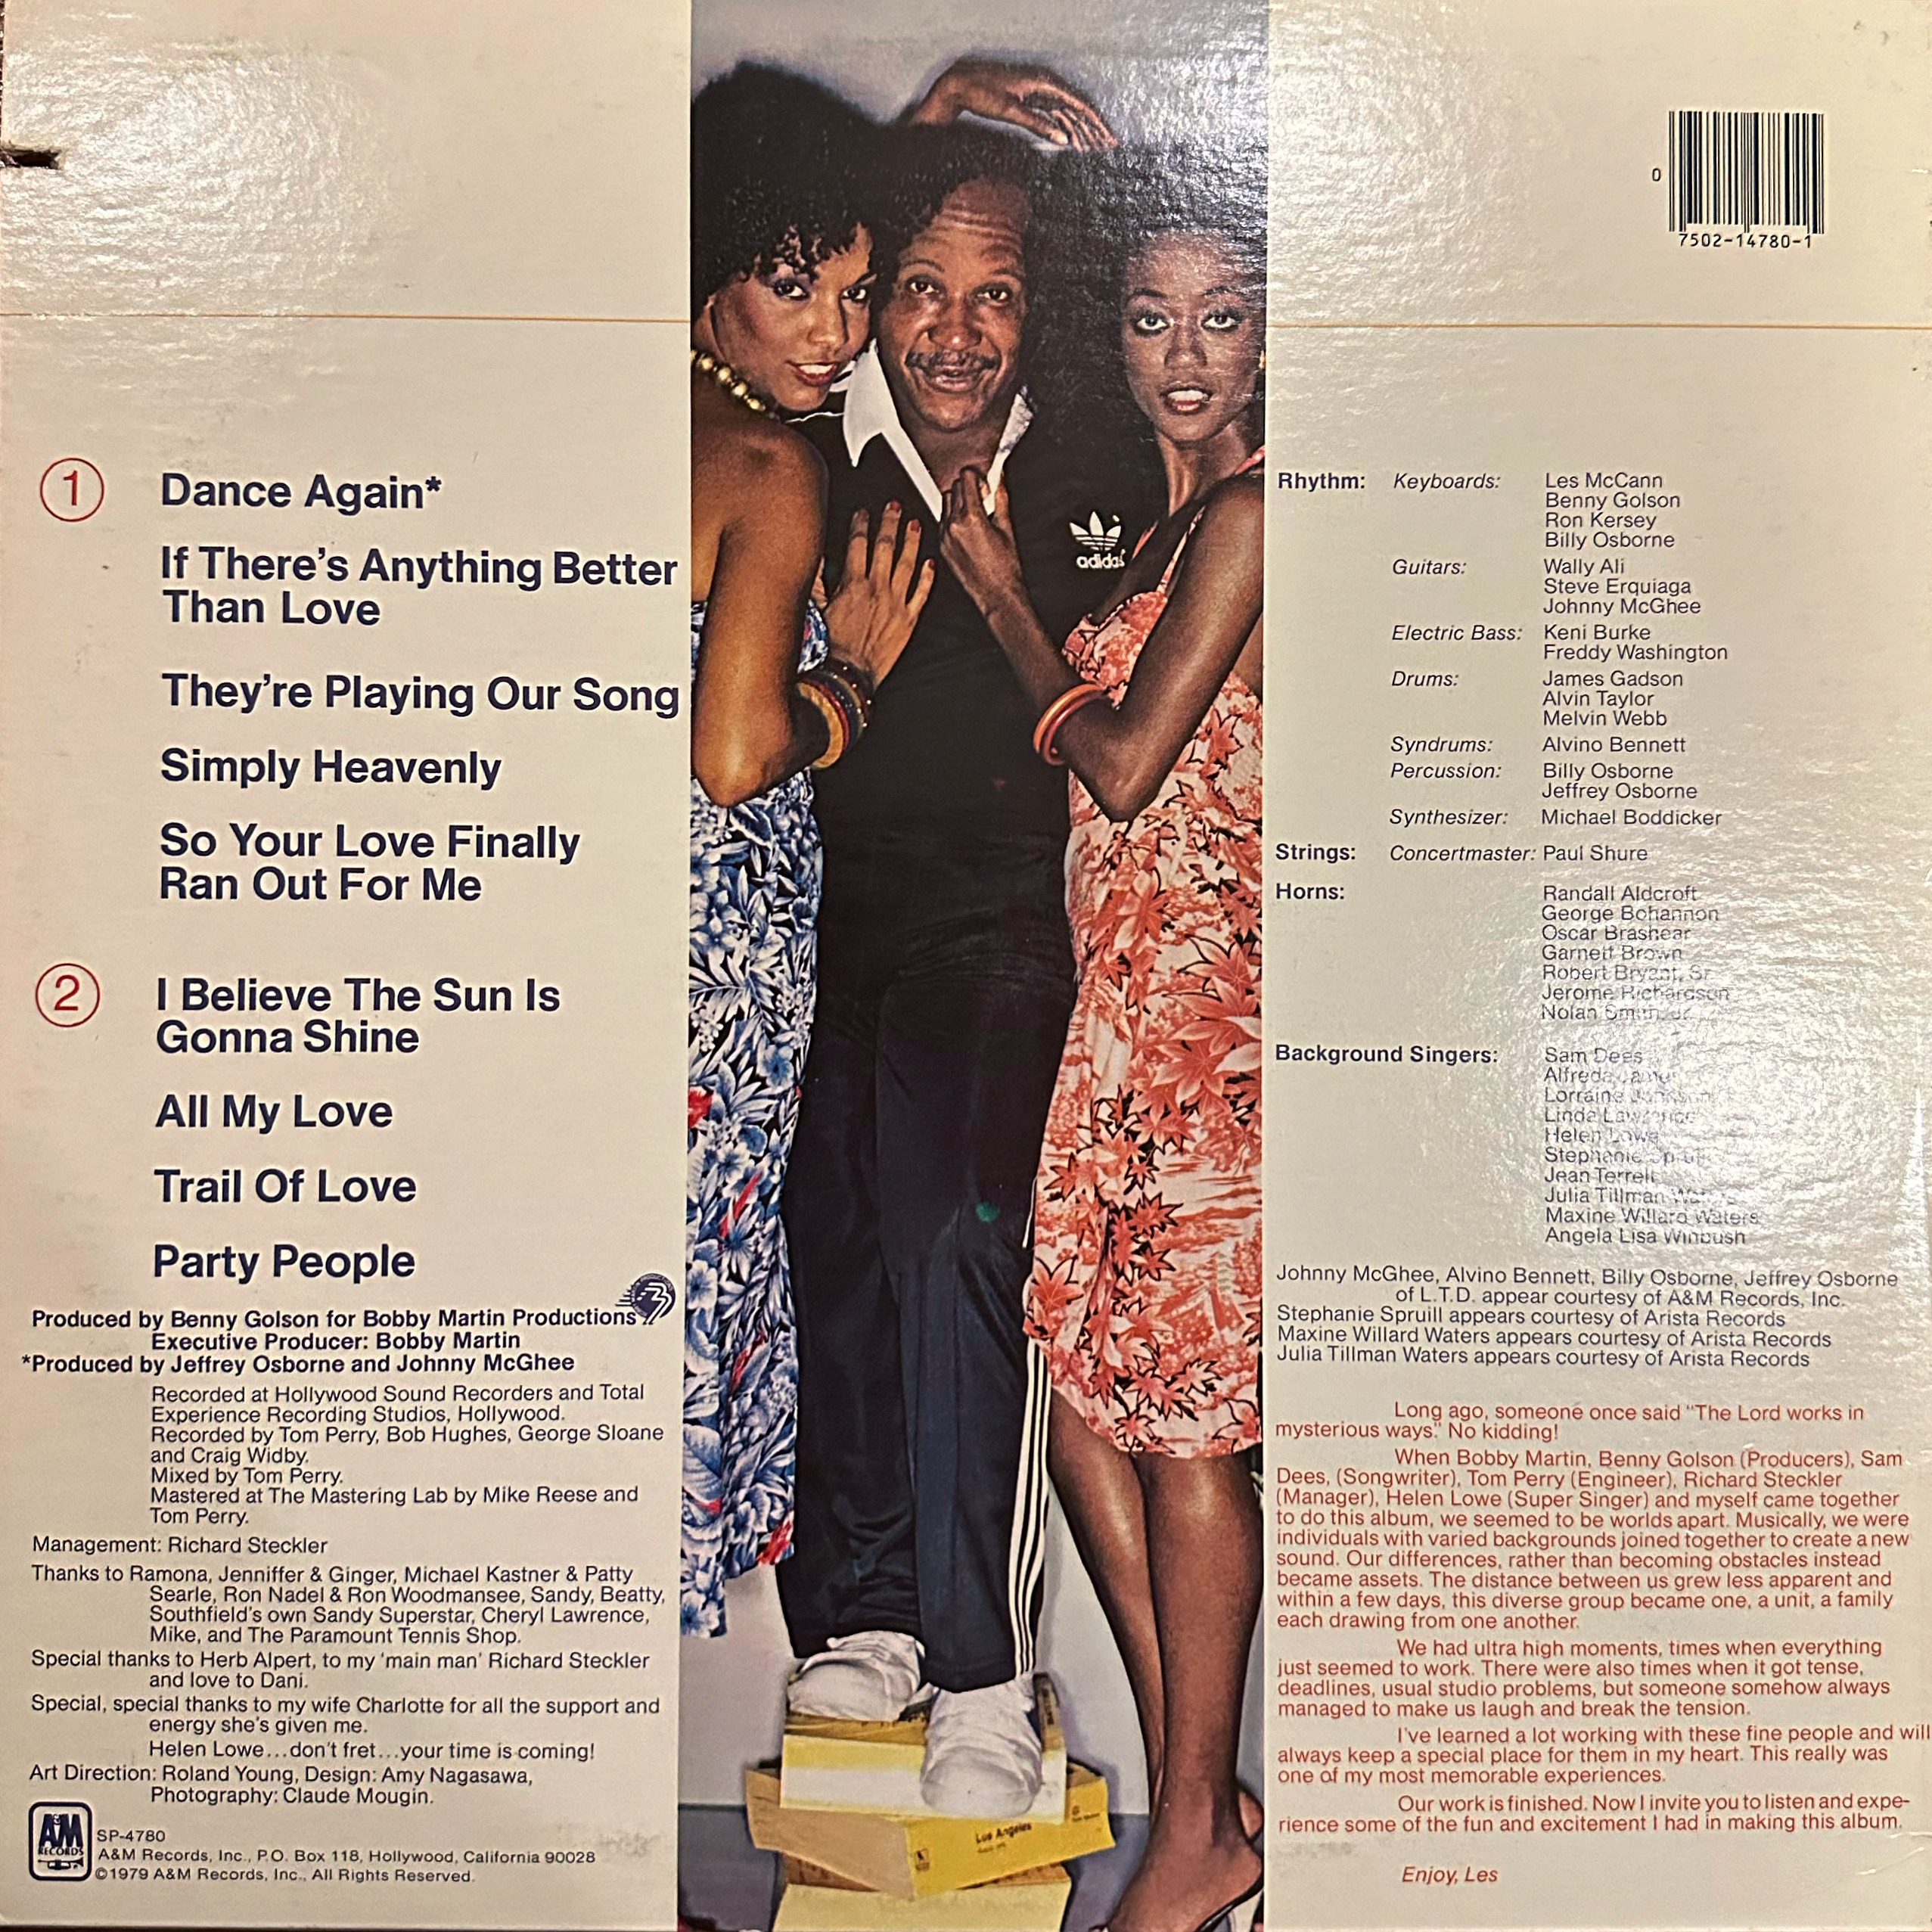 0
7502-14780-1
1
Dance Again*
If There's Anything Better
Than Love
They're Playing Our Song
Simply Heavenly
So Your Love Finally
Ran Out For Me
2
I Believe The Sun Is
Gonna Shine
All My Love
Trail Of Love
Party People
Produced by Benny Golson for Bobby Martin Productions
Executive Producer: Bobby Martin
*Produced by Jeffrey Osborne and Johnny McGhee
Recorded at Hollywood Sound Recorders and Total
Experience Recording Studios, Hollywood.
Recorded by Tom Perry, Bob Hughes, George Sloane
and Craig Widby.
Mixed by Tom Perry.
Mastered at The Mastering Lab by Mike Reese and
Tom Perry.
Management: Richard Steckler
Thanks to Ramona, Jenniffer & Ginger, Michael Kastner & Patty
Searle, Ron Nadel & Ron Woodmansee, Sandy, Beatty,
Southfield's own Sandy Superstar, Cheryl Lawrence,
Mike, and The Paramount Tennis Shop.
Special thanks to Herb Alpert, to my 'main man' Richard Steckler
and love to Dani.
Special, special thanks to my wife Charlotte for all the support and
energy she's given me.
Helen Lowe...don't fret...your time is coming!
Art Direction: Roland Young, Design: Amy Nagasawa,
Photography: Claude Mougin.
A&M
RECORDS
SP-4780
A&M Records, Inc., P.O. Box 118, Hollywood, California 90028
©1979 A&M Records, Inc., All Rights Reserved.
adidas
Los Angeles
Rhythm: Keyboards: Les McCann
Benny Golson
Ron Kersey
Billy Osborne
Guitars: Wally Ali
Steve Erquiaga
Johnny McGhee
Electric Bass: Keni Burke
Freddy Washington
Drums: James Gadson
Alvin Taylor
Melvin Webb
Syndrums: Alvino Bennett
Percussion: Billy Osborne
Jeffrey Osborne
Synthesizer: Michael Boddicker
Strings: Concertmaster: Paul Shure
Horns: Randall Aldcroft
George Bohannon
Oscar Brashear
Garnett Brown
Robert Bryant, Sr.
Jerome Richardson
Nolan Smith, Jr.
Background Singers: Sam Dees
Alfreda
Lorraine Johnson
Linda Lawrence
Helen Lowe
Stephanie Spruill
Jean Terrell
Julia Tillman Waters
Maxine Willard Waters
Angela Lisa Winbush
Johnny McGhee, Alvino Bennett, Billy Osborne, Jeffrey Osborne
of L.T.D. appear courtesy of A&M Records, Inc.
Stephanie Spruill appears courtesy of Arista Records
Maxine Willard Waters appears courtesy of Arista Records
Julia Tillman Waters appears courtesy of Arista Records
Long ago, someone once said "The Lord works in
mysterious ways." No kidding!
When Bobby Martin, Benny Golson (Producers), Sam
Dees, (Songwriter), Tom Perry (Engineer), Richard Steckler
(Manager), Helen Lowe (Super Singer) and myself came together
to do this album, we seemed to be worlds apart. Musically, we were
individuals with varied backgrounds joined together to create a new
sound. Our differences, rather than becoming obstacles instead
became assets. The distance between us grew less apparent and
within a few days, this diverse group became one, a unit, a family
each drawing from one another.
We had ultra high moments, times when everything
just seemed to work. There were also times when it got tense,
deadlines, usual studio problems, but someone somehow always
managed to make us laugh and break the tension.
I've learned a lot working with these fine people and will
always keep a special place for them in my heart. This really was
one of my most memorable experiences.
Our work is finished. Now I invite you to listen and expe-
rience some of the fun and excitement I had in making this album.
Enjoy, Les